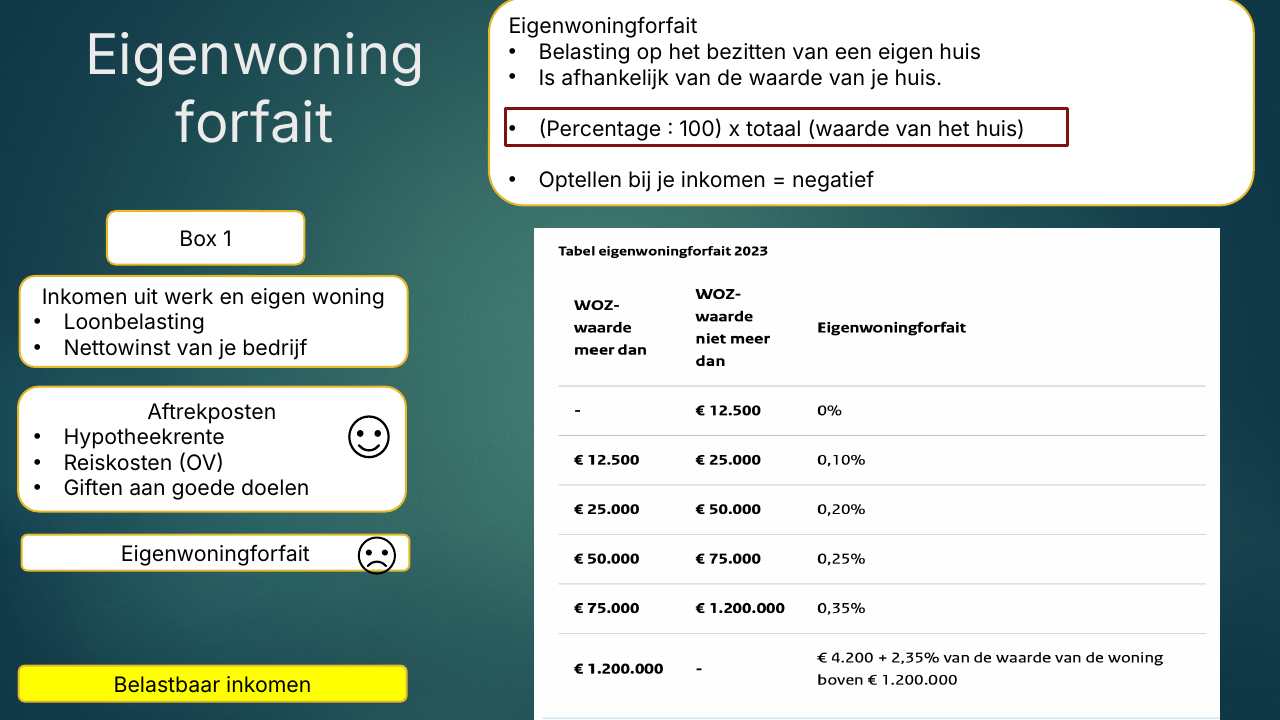 Eigenwoning
forfait
Eigenwoningforfait
• Belasting op het bezitten van een eigen huis
• Is afhankelijk van de waarde van je huis.
• (Percentage : 100) x totaal (waarde van het huis)
• Optellen bij je inkomen = negatief
Box 1
Inkomen uit werk en eigen woning
• Loonbelasting
• Nettowinst van je bedrijf
Aftrekposten
• Hypotheekrente
• Reiskosten (OV)
• Giften aan goede doelen
Eigenwoningforfait
Belastbaar inkomen
Tabel eigenwoningforfait 2023
WOZ-
waarde
meer dan
WOZ-
waarde
niet meer
dan
Eigenwoningforfait
- € 12.500 0%
€ 12.500 € 25.000 0,10%
€ 25.000 € 50.000 0,20%
€ 50.000 € 75.000 0,25%
€ 75.000 € 1.200.000 0,35%
€ 1.200.000 - € 4.200 + 2,35% van de waarde van de woning
boven € 1.200.000